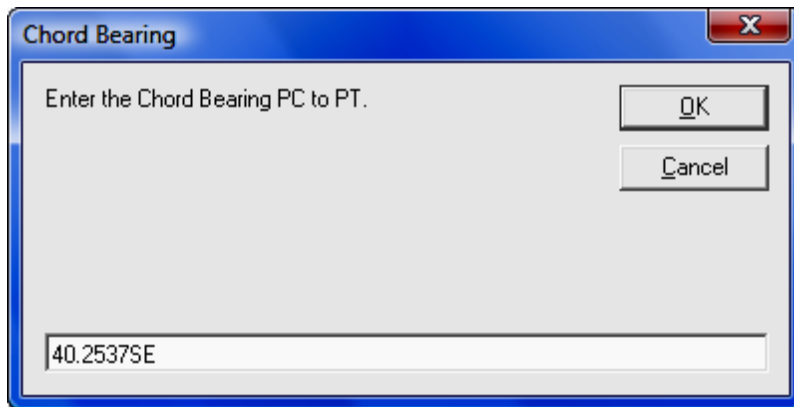 Chord Bearing
Enter the Chord Bearing PC to PT.
OK
Cancel
40.2537SE